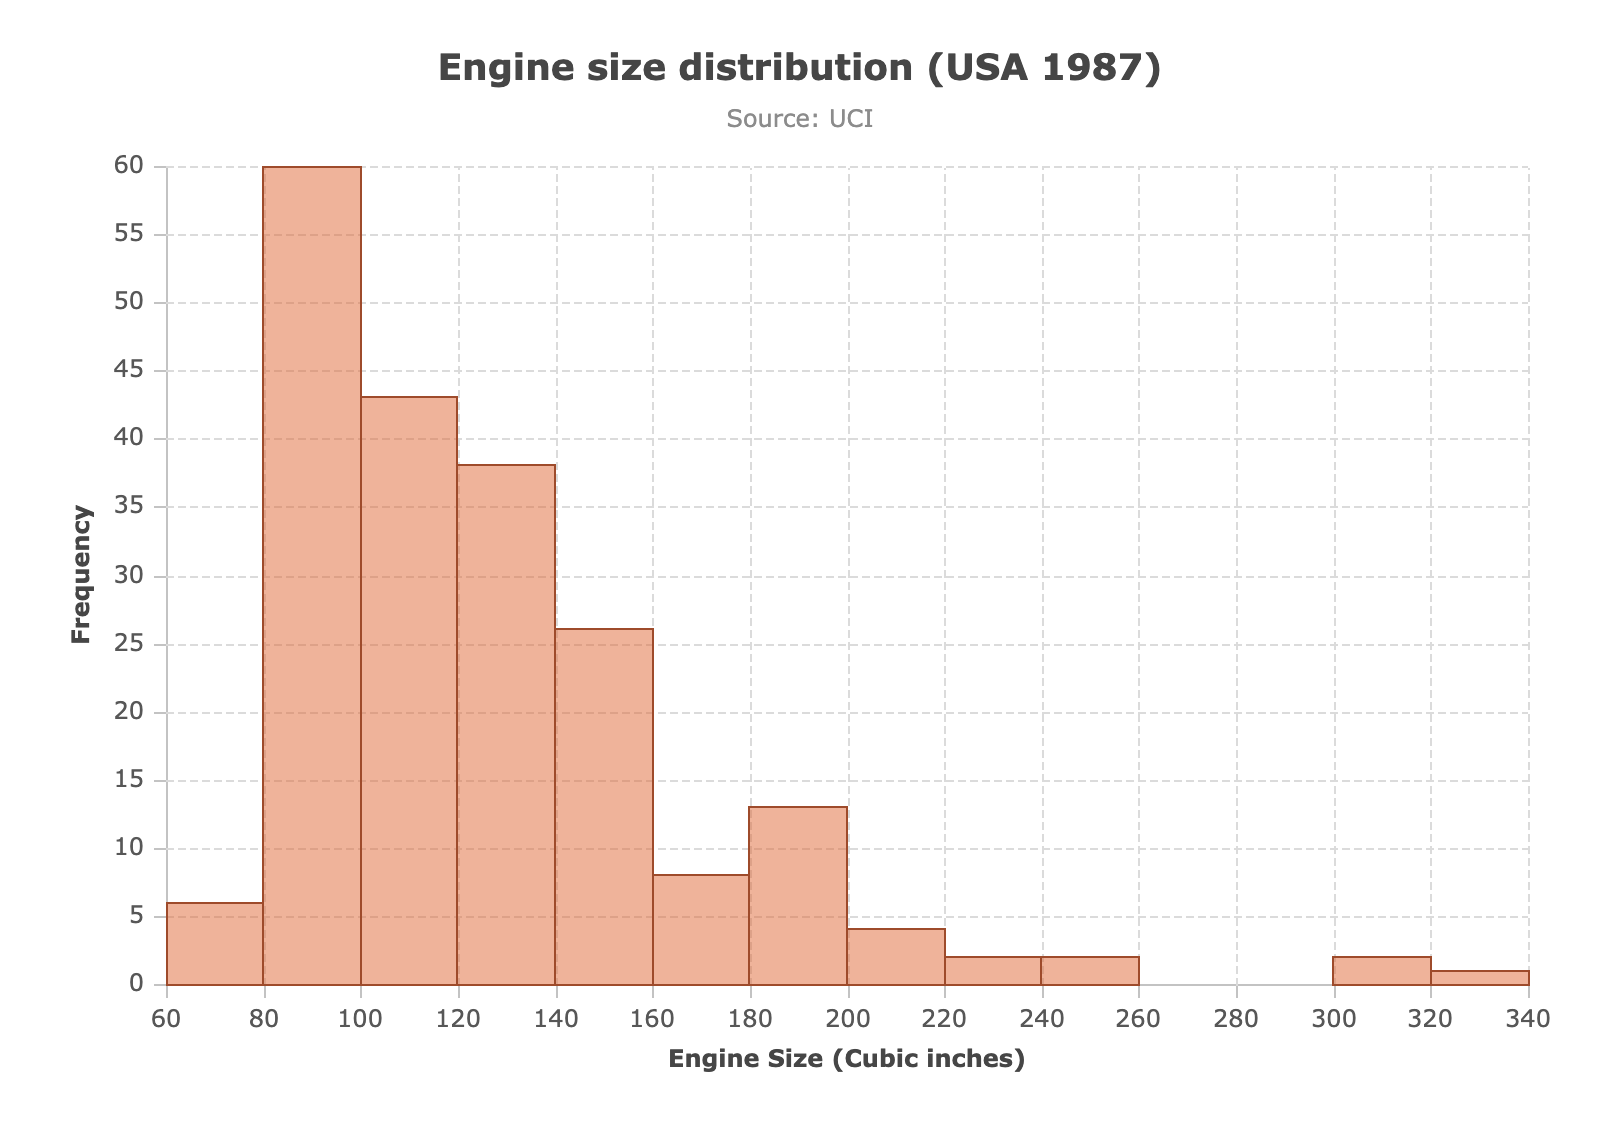 Engine size distribution (USA 1987)
Source: UCI
60
55
50
45
40
35
30
25
20
15
10
5
0
Frequency
60 80 100 120 140 160 180 200 220 240 260 280 300 320 340
Engine Size (Cubic inches)